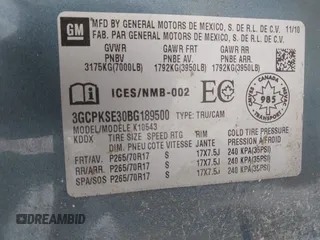 GM
MFD BY GENERAL MOTORS DE MEXICO, S. DE R.L. DE C.V. 11/10
FAB. PAR GENERAL MOTORS DE MEXICO, S. DE R.L. DE C.V.
GVWR GAWR FRT GAWR RR
PNBV PNBE AV. PNBE ARR.
3175KG(7000LB) 1792KG(3950LB) 1792KG(3950LB)
ICES/NMB-002
CANADA
985
3GCPKSE30BG189500 TYPE: TRU/CAM
MODEL/MODELE K10543
KDDX TIRE SIZE SPEED RTG RIM COLD TIRE PRESSURE
DIM/PNEU COTE VITESSE JANTE PRESSION A FROID
FRT/AV. P265/70R17 S 17X7.5J 240 KPA(35PSI)
RR/ARR. P265/70R17 S 17X7.5J 240 KPA(35PSI)
SPA/SOS P265/70R17 S 17X7.5J 240 KPA(35PSI)
DREAMBID